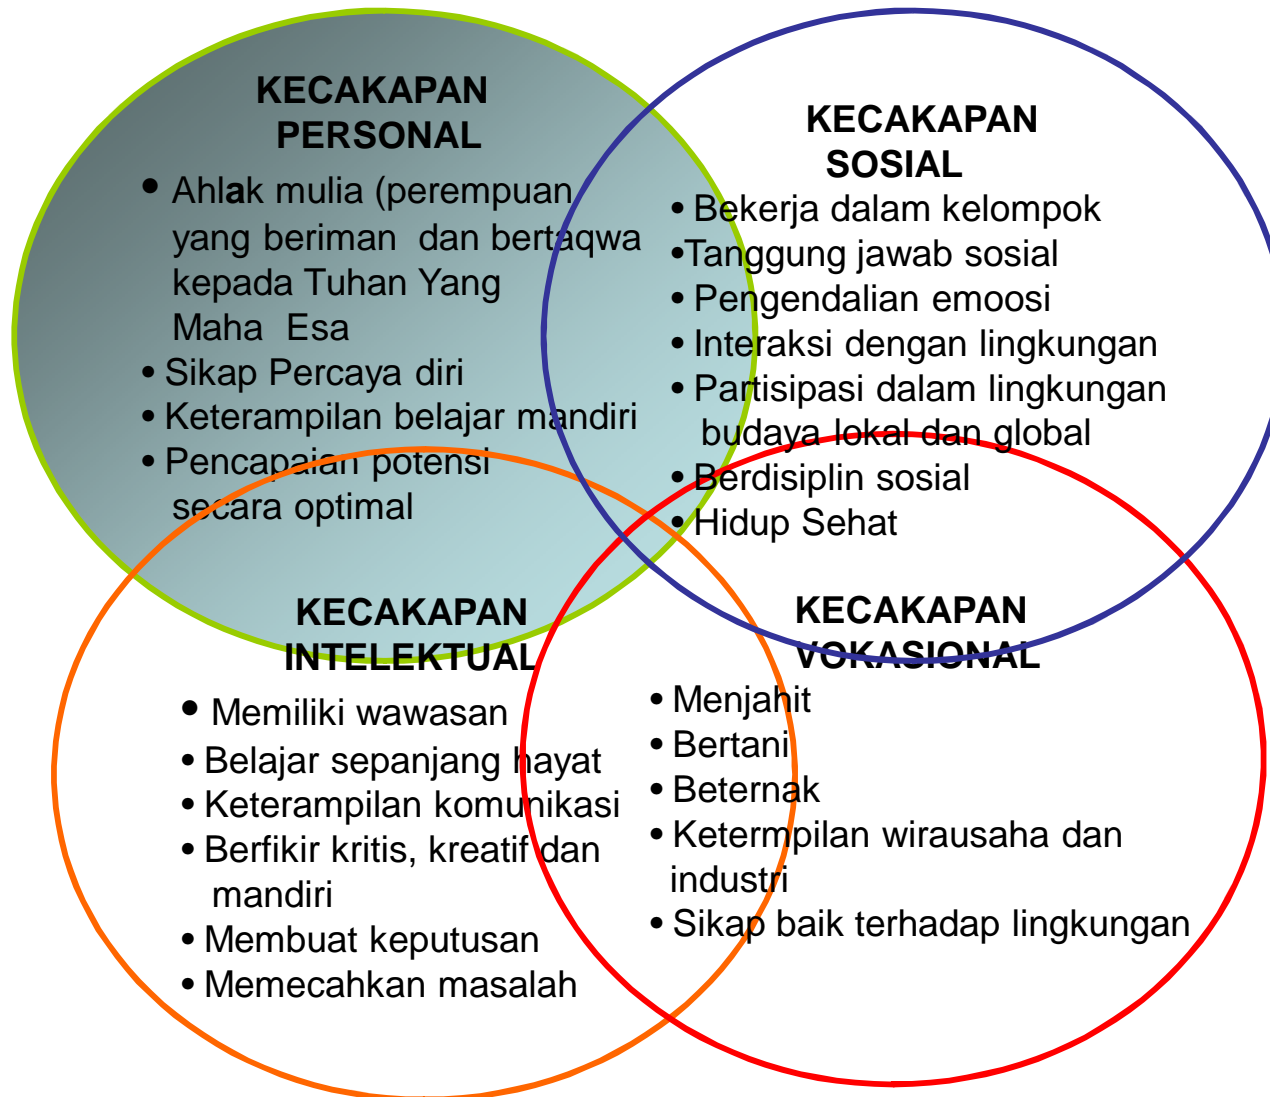 KECAKAPAN
PERSONAL
• Ahlak mulia (perempuan
yang beriman dan bertaqwa
kepada Tuhan Yang
Maha Esa
• Sikap Percaya diri
• Keterampilan belajar mandiri
• Pencapaian potensi
secara optimal
KECAKAPAN
SOSIAL
• Bekerja dalam kelompok
•Tanggung jawab sosial
• Pengendalian emoosi
• Interaksi dengan lingkungan
• Partisipasi dalam lingkungan
budaya lokal dan global
• Berdisiplin sosial
• Hidup Sehat
KECAKAPAN
INTELEKTUAL
• Memiliki wawasan
• Belajar sepanjang hayat
• Keterampilan komunikasi
• Berfikir kritis, kreatif dan
mandiri
• Membuat keputusan
• Memecahkan masalah
KECAKAPAN
VOKASIONAL
• Menjahit
• Bertani
• Beternak
• Ketermpilan wirausaha dan
industri
• Sikap baik terhadap lingkungan